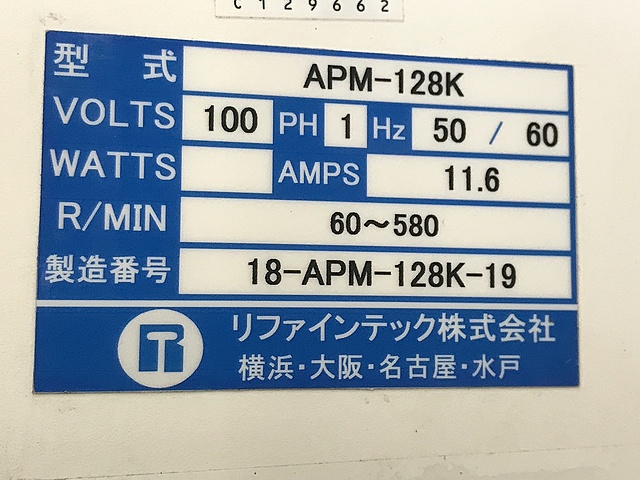 C129662
型 式 APM-128K
VOLTS 100 PH 1 Hz 50 / 60
WATTS AMPS 11.6
R/MIN 60～580
製造番号 18-APM-128K-19
リファインテック株式会社
横浜・大阪・名古屋・水戸